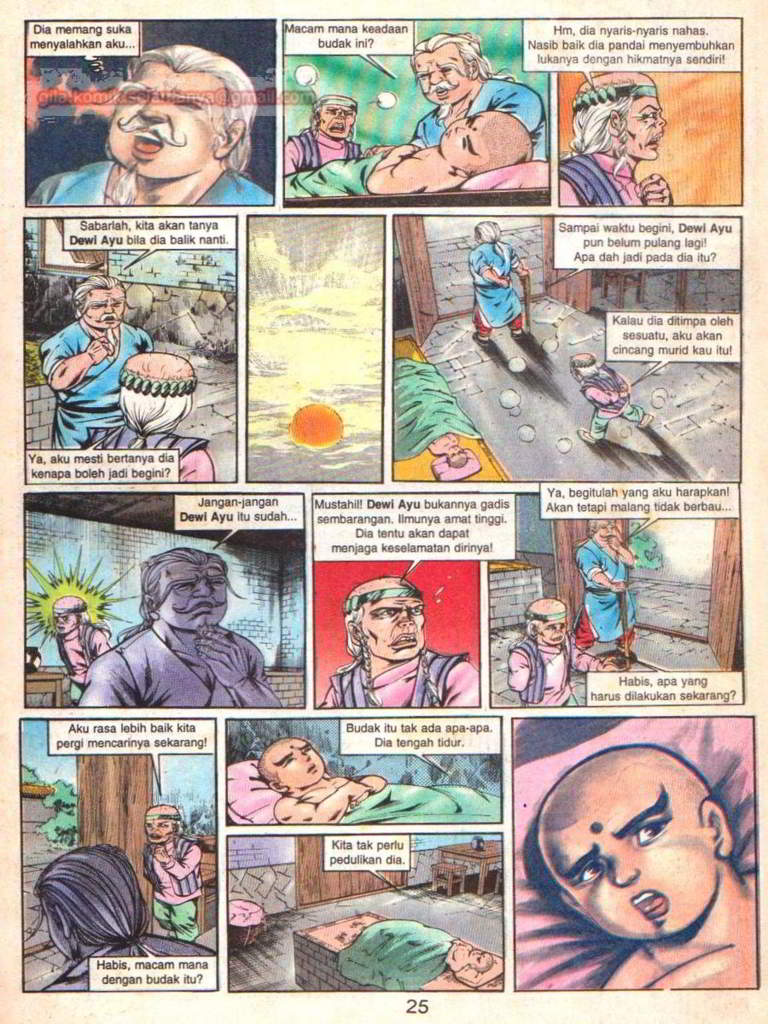 Dia memang suka
menyalahkan aku...
gila.komik
@gmail.com
Macam mana keadaan
budak ini?
Hm, dia nyaris-nyaris nahas.
Nasib baik dia pandai menyembuhkan
lukanya dengan hikmatnya sendiri!
Sabarlah, kita akan tanya
Dewi Ayu bila dia balik nanti.
Ya, aku mesti bertanya dia
kenapa boleh jadi begini?
Sampai waktu begini, Dewi Ayu
pun belum pulang lagi!
Apa dah jadi pada dia itu?
Kalau dia ditimpa oleh
sesuatu, aku akan
cincang murid kau itu!
Jangan-jangan
Dewi Ayu itu sudah...
Mustahil! Dewi Ayu bukannya gadis
sembarangan. Ilmunya amat tinggi.
Dia tentu akan dapat
menjaga keselamatan dirinya!
Ya, begitulah yang aku harapkan!
Akan tetapi malang tidak berbau...
Habis, apa yang
harus dilakukan sekarang?
Aku rasa lebih baik kita
pergi mencarinya sekarang!
Habis, macam mana
dengan budak itu?
Budak itu tak ada apa-apa.
Dia tengah tidur.
Kita tak perlu
pedulikan dia.
25